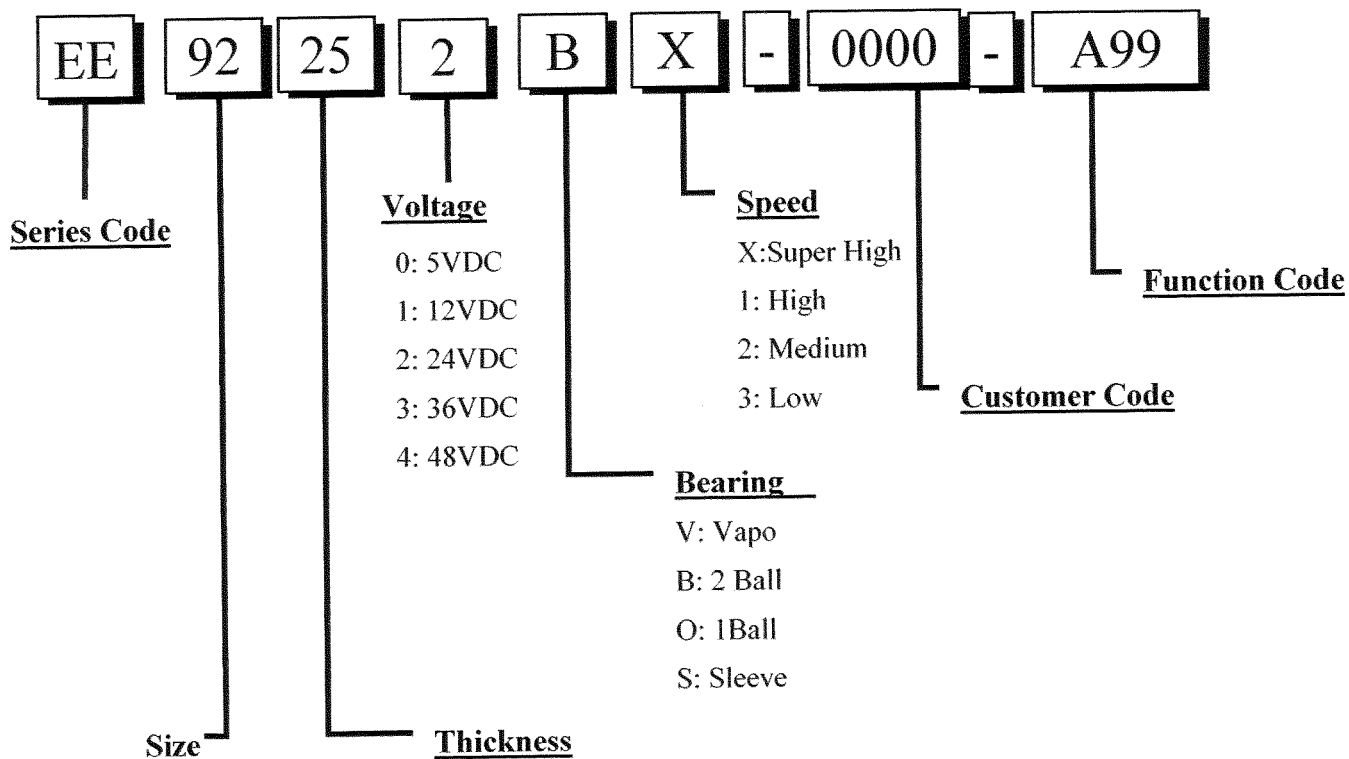 EE 92 25 2 B X - 0000 - A99
Series Code
Voltage
0: 5VDC
1: 12VDC
2: 24VDC
3: 36VDC
4: 48VDC
Speed
X:Super High
1: High
2: Medium
3: Low
Function Code
Customer Code
Bearing
V: Vapo
B: 2 Ball
O: 1Ball
S: Sleeve
Size
Thickness